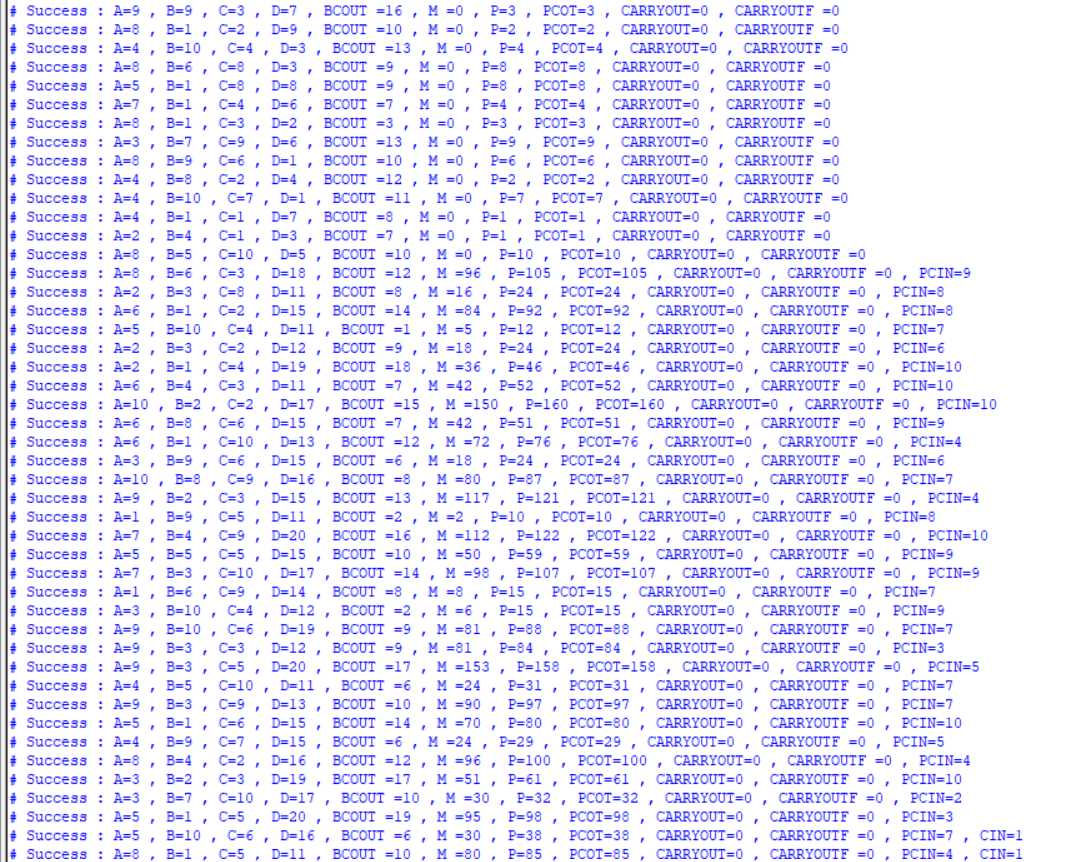 # Success : A=9 , B=9 , C=3 , D=7 , BCOUT =16 , M =0 , P=3 , PCOT=3 , CARRYOUT=0 , CARRYOUTF =0
# Success : A=8 , B=1 , C=2 , D=9 , BCOUT =10 , M =0 , P=2 , PCOT=2 , CARRYOUT=0 , CARRYOUTF =0
# Success : A=4 , B=10 , C=4 , D=3 , BCOUT =13 , M =0 , P=4 , PCOT=4 , CARRYOUT=0 , CARRYOUTF =0
# Success : A=8 , B=6 , C=8 , D=3 , BCOUT =9 , M =0 , P=8 , PCOT=8 , CARRYOUT=0 , CARRYOUTF =0
# Success : A=5 , B=1 , C=8 , D=8 , BCOUT =9 , M =0 , P=8 , PCOT=8 , CARRYOUT=0 , CARRYOUTF =0
# Success : A=7 , B=1 , C=4 , D=6 , BCOUT =7 , M =0 , P=4 , PCOT=4 , CARRYOUT=0 , CARRYOUTF =0
# Success : A=8 , B=1 , C=3 , D=2 , BCOUT =3 , M =0 , P=3 , PCOT=3 , CARRYOUT=0 , CARRYOUTF =0
# Success : A=3 , B=7 , C=9 , D=6 , BCOUT =13 , M =0 , P=9 , PCOT=9 , CARRYOUT=0 , CARRYOUTF =0
# Success : A=8 , B=9 , C=6 , D=1 , BCOUT =10 , M =0 , P=6 , PCOT=6 , CARRYOUT=0 , CARRYOUTF =0
# Success : A=4 , B=8 , C=2 , D=4 , BCOUT =12 , M =0 , P=2 , PCOT=2 , CARRYOUT=0 , CARRYOUTF =0
# Success : A=4 , B=10 , C=7 , D=1 , BCOUT =11 , M =0 , P=7 , PCOT=7 , CARRYOUT=0 , CARRYOUTF =0
# Success : A=4 , B=1 , C=1 , D=7 , BCOUT =8 , M =0 , P=1 , PCOT=1 , CARRYOUT=0 , CARRYOUTF =0
# Success : A=2 , B=4 , C=1 , D=3 , BCOUT =7 , M =0 , P=1 , PCOT=1 , CARRYOUT=0 , CARRYOUTF =0
# Success : A=8 , B=5 , C=10 , D=5 , BCOUT =10 , M =0 , P=10 , PCOT=10 , CARRYOUT=0 , CARRYOUTF =0
# Success : A=8 , B=6 , C=3 , D=18 , BCOUT =12 , M =96 , P=105 , PCOT=105 , CARRYOUT=0 , CARRYOUTF =0 , PCIN=9
# Success : A=2 , B=3 , C=8 , D=11 , BCOUT =8 , M =16 , P=24 , PCOT=24 , CARRYOUT=0 , CARRYOUTF =0 , PCIN=8
# Success : A=6 , B=1 , C=2 , D=15 , BCOUT =14 , M =84 , P=92 , PCOT=92 , CARRYOUT=0 , CARRYOUTF =0 , PCIN=8
# Success : A=5 , B=10 , C=4 , D=11 , BCOUT =1 , M =5 , P=12 , PCOT=12 , CARRYOUT=0 , CARRYOUTF =0 , PCIN=7
# Success : A=2 , B=3 , C=2 , D=12 , BCOUT =9 , M =18 , P=24 , PCOT=24 , CARRYOUT=0 , CARRYOUTF =0 , PCIN=6
# Success : A=2 , B=1 , C=4 , D=19 , BCOUT =18 , M =36 , P=46 , PCOT=46 , CARRYOUT=0 , CARRYOUTF =0 , PCIN=10
# Success : A=6 , B=4 , C=3 , D=11 , BCOUT =7 , M =42 , P=52 , PCOT=52 , CARRYOUT=0 , CARRYOUTF =0 , PCIN=10
# Success : A=10 , B=2 , C=2 , D=17 , BCOUT =15 , M =150 , P=160 , PCOT=160 , CARRYOUT=0 , CARRYOUTF =0 , PCIN=10
# Success : A=6 , B=8 , C=6 , D=15 , BCOUT =7 , M =42 , P=51 , PCOT=51 , CARRYOUT=0 , CARRYOUTF =0 , PCIN=9
# Success : A=6 , B=1 , C=10 , D=13 , BCOUT =12 , M =72 , P=76 , PCOT=76 , CARRYOUT=0 , CARRYOUTF =0 , PCIN=4
# Success : A=3 , B=9 , C=6 , D=15 , BCOUT =6 , M =18 , P=24 , PCOT=24 , CARRYOUT=0 , CARRYOUTF =0 , PCIN=6
# Success : A=10 , B=8 , C=9 , D=16 , BCOUT =8 , M =80 , P=87 , PCOT=87 , CARRYOUT=0 , CARRYOUTF =0 , PCIN=7
# Success : A=9 , B=2 , C=3 , D=15 , BCOUT =13 , M =117 , P=121 , PCOT=121 , CARRYOUT=0 , CARRYOUTF =0 , PCIN=4
# Success : A=1 , B=9 , C=5 , D=11 , BCOUT =2 , M =2 , P=10 , PCOT=10 , CARRYOUT=0 , CARRYOUTF =0 , PCIN=8
# Success : A=7 , B=4 , C=9 , D=20 , BCOUT =16 , M =112 , P=122 , PCOT=122 , CARRYOUT=0 , CARRYOUTF =0 , PCIN=10
# Success : A=5 , B=5 , C=5 , D=15 , BCOUT =10 , M =50 , P=59 , PCOT=59 , CARRYOUT=0 , CARRYOUTF =0 , PCIN=9
# Success : A=7 , B=3 , C=10 , D=17 , BCOUT =14 , M =98 , P=107 , PCOT=107 , CARRYOUT=0 , CARRYOUTF =0 , PCIN=9
# Success : A=1 , B=6 , C=9 , D=14 , BCOUT =8 , M =8 , P=15 , PCOT=15 , CARRYOUT=0 , CARRYOUTF =0 , PCIN=7
# Success : A=3 , B=10 , C=4 , D=12 , BCOUT =2 , M =6 , P=15 , PCOT=15 , CARRYOUT=0 , CARRYOUTF =0 , PCIN=9
# Success : A=9 , B=10 , C=6 , D=19 , BCOUT =9 , M =81 , P=88 , PCOT=88 , CARRYOUT=0 , CARRYOUTF =0 , PCIN=7
# Success : A=9 , B=3 , C=3 , D=12 , BCOUT =9 , M =81 , P=84 , PCOT=84 , CARRYOUT=0 , CARRYOUTF =0 , PCIN=3
# Success : A=9 , B=3 , C=5 , D=20 , BCOUT =17 , M =153 , P=158 , PCOT=158 , CARRYOUT=0 , CARRYOUTF =0 , PCIN=5
# Success : A=4 , B=5 , C=10 , D=11 , BCOUT =6 , M =24 , P=31 , PCOT=31 , CARRYOUT=0 , CARRYOUTF =0 , PCIN=7
# Success : A=9 , B=3 , C=9 , D=13 , BCOUT =10 , M =90 , P=97 , PCOT=97 , CARRYOUT=0 , CARRYOUTF =0 , PCIN=7
# Success : A=5 , B=1 , C=6 , D=15 , BCOUT =14 , M =70 , P=80 , PCOT=80 , CARRYOUT=0 , CARRYOUTF =0 , PCIN=10
# Success : A=4 , B=9 , C=7 , D=15 , BCOUT =6 , M =24 , P=29 , PCOT=29 , CARRYOUT=0 , CARRYOUTF =0 , PCIN=5
# Success : A=8 , B=4 , C=2 , D=16 , BCOUT =12 , M =96 , P=100 , PCOT=100 , CARRYOUT=0 , CARRYOUTF =0 , PCIN=4
# Success : A=3 , B=2 , C=3 , D=19 , BCOUT =17 , M =51 , P=61 , PCOT=61 , CARRYOUT=0 , CARRYOUTF =0 , PCIN=10
# Success : A=3 , B=7 , C=10 , D=17 , BCOUT =10 , M =30 , P=32 , PCOT=32 , CARRYOUT=0 , CARRYOUTF =0 , PCIN=2
# Success : A=5 , B=1 , C=5 , D=20 , BCOUT =19 , M =95 , P=98 , PCOT=98 , CARRYOUT=0 , CARRYOUTF =0 , PCIN=3
# Success : A=5 , B=10 , C=6 , D=16 , BCOUT =6 , M =30 , P=38 , PCOT=38 , CARRYOUT=0 , CARRYOUTF =0 , PCIN=7 , CIN=1
# Success : A=8 , B=1 , C=5 , D=11 , BCOUT =10 , M =80 , P=85 , PCOT=85 , CARRYOUT=0 , CARRYOUTF =0 , PCIN=4 , CIN=1